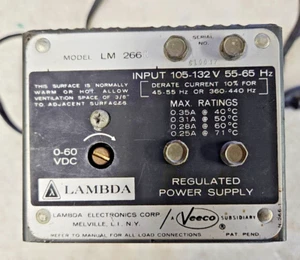 MODEL LM 266
SERIAL NO.
INPUT 105-132 V 55-65 Hz
DERATE CURRENT 10% FOR
45-55 Hz OR 360-440 Hz
THIS SURFACE IS NORMALLY
WARM OR HOT. ALLOW
VENTILATION SPACE OF 3/8"
TO ADJACENT SURFACES.
MAX. RATINGS
0.35A @ 40°C
0.31A @ 50°C
0.28A @ 60°C
0.25A @ 71°C
0-60
VDC
LAMBDA
REGULATED
POWER SUPPLY
LAMBDA ELECTRONICS CORP.
MELVILLE, L.I. N.Y.
A Veeco SUBSIDIARY
REFER TO MANUAL FOR ALL LOAD CONNECTIONS
PAT. PEND.